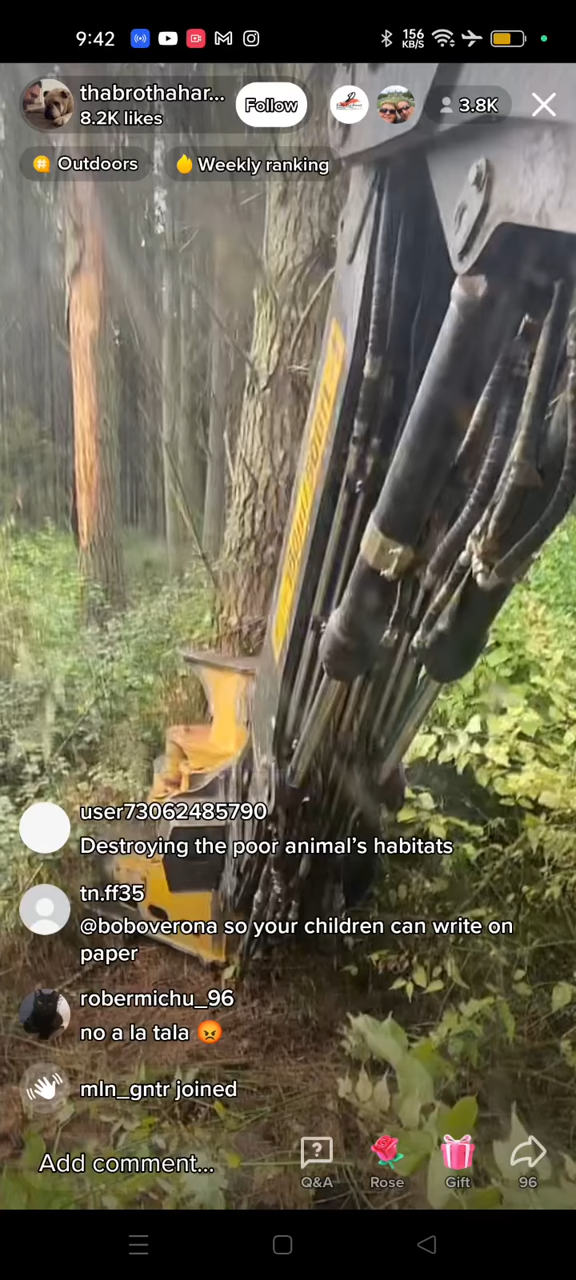 9:42
156
KB/S
thabrothahar...
8.2K likes
Follow
3.8K
Outdoors
Weekly ranking
user73062485790
Destroying the poor animal's habitats
tn.ff35
@boboverona so your children can write on
paper
robermichu_96
no a la tala 😡
mln_gntr joined
Add comment...
Q&A
Rose
Gift
96